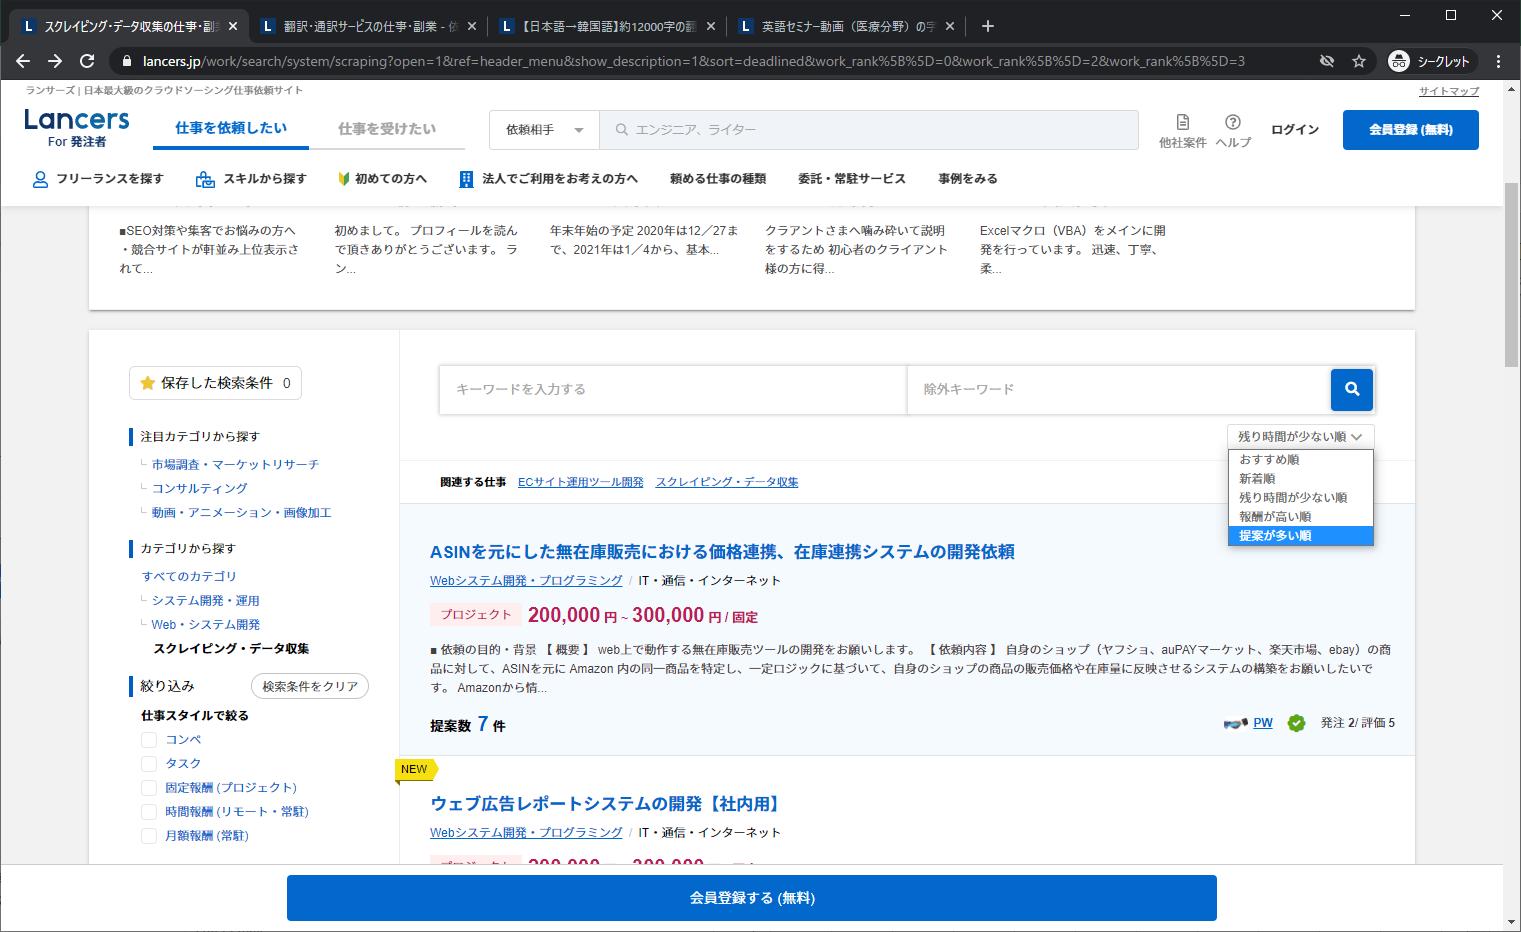 スクレイピング･データ収集の仕事･副業
翻訳･通訳サービスの仕事･副業 - 依
【日本語→韓国語】約12000字の翻
英語セミナー動画（医療分野）の字
lancers.jp/work/search/system/scraping?open=1&ref=header_menu&show_description=1&sort=deadlined&work_rank%5B%5D=0&work_rank%5B%5D=2&work_rank%5B%5D=3
シークレット
ランサーズ | 日本最大級のクラウドソーシング仕事依頼サイト
サイトマップ
Lancers
For 発注者
仕事を依頼したい
仕事を受けたい
依頼相手
エンジニア、ライター
他社案件
ヘルプ
ログイン
会員登録 (無料)
フリーランスを探す
スキルから探す
初めての方へ
法人でご利用をお考えの方へ
頼める仕事の種類
委託・常駐サービス
事例をみる
■SEO対策や集客でお悩みの方へ
・競合サイトが軒並み上位表示さ
れて...
初めまして。 プロフィールを読ん
で頂きありがとうございます。 ラ
ン...
年末年始の予定 2020年は12／27ま
で、2021年は1／4から、基本...
クラアントさまへ噛み砕いて説明
をするため 初心者のクライアント
様の方に得...
Excelマクロ（VBA）をメインに開
発を行っています。 迅速、丁寧、
柔...
保存した検索条件 0
注目カテゴリから探す
市場調査・マーケットリサーチ
コンサルティング
動画・アニメーション・画像加工
カテゴリから探す
すべてのカテゴリ
システム開発・運用
Web・システム開発
スクレイピング・データ収集
絞り込み
検索条件をクリア
仕事スタイルで絞る
コンペ
タスク
固定報酬 (プロジェクト)
時間報酬 (リモート・常駐)
月額報酬 (常駐)
キーワードを入力する
除外キーワード
残り時間が少ない順
おすすめ順
新着順
残り時間が少ない順
報酬が高い順
提案が多い順
関連する仕事 ECサイト運用ツール開発 スクレイピング・データ収集
ASINを元にした無在庫販売における価格連携、在庫連携システムの開発依頼
Webシステム開発・プログラミング / IT・通信・インターネット
プロジェクト 200,000 円 ~ 300,000 円 / 固定
■ 依頼の目的・背景 【 概要 】 web上で動作する無在庫販売ツールの開発をお願いします。 【 依頼内容 】 自身のショップ（ヤフショ、auPAYマーケット、楽天市場、ebay）の商
品に対して、ASINを元に Amazon 内の同一商品を特定し、一定ロジックに基づいて、自身のショップの商品の販売価格や在庫量に反映させるシステムの構築をお願いしたいで
す。 Amazonから情...
提案数 7 件
PW
発注 2/ 評価 5
NEW
ウェブ広告レポートシステムの開発【社内用】
Webシステム開発・プログラミング / IT・通信・インターネット
プロジェクト 200,000 円 ~ 300,000
会員登録する (無料)